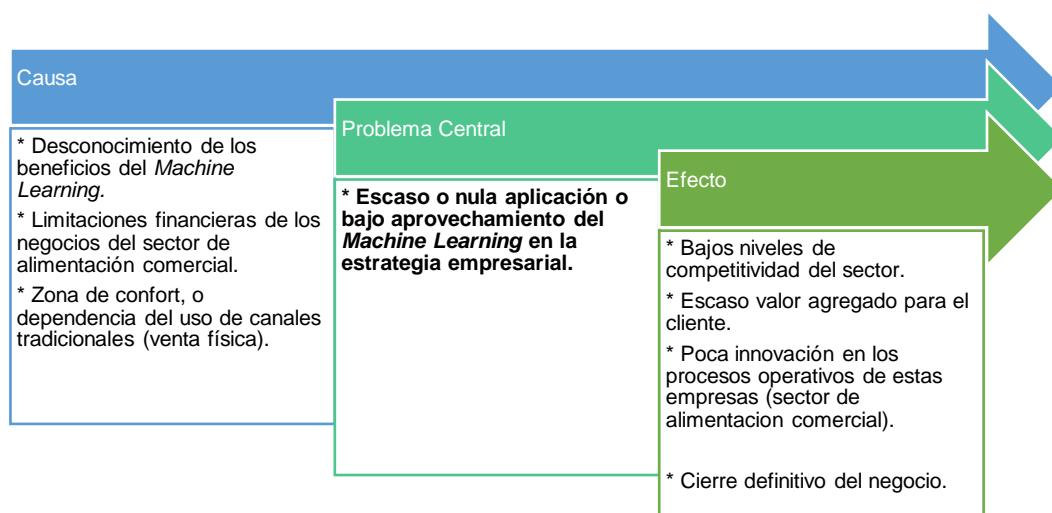 Causa
* Desconocimiento de los
beneficios del Machine
Learning.
* Limitaciones financieras de los
negocios del sector de
alimentación comercial.
* Zona de confort, o
dependencia del uso de canales
tradicionales (venta física).
Problema Central
* Escaso o nula aplicación o
bajo aprovechamiento del
Machine Learning en la
estrategia empresarial.
Efecto
* Bajos niveles de
competitividad del sector.
* Escaso valor agregado para el
cliente.
* Poca innovación en los
procesos operativos de estas
empresas (sector de
alimentacion comercial).
* Cierre definitivo del negocio.